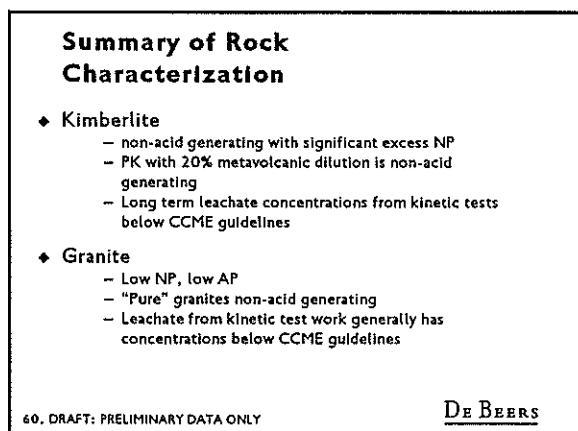 Summary of Rock
Characterization
◆ Kimberlite
– non-acid generating with significant excess NP
– PK with 20% metavolcanic dilution is non-acid
generating
– Long term leachate concentrations from kinetic tests
below CCME guidelines
◆ Granite
– Low NP, low AP
– "Pure" granites non-acid generating
– Leachate from kinetic test work generally has
concentrations below CCME guidelines
60, DRAFT: PRELIMINARY DATA ONLY
DE BEERS